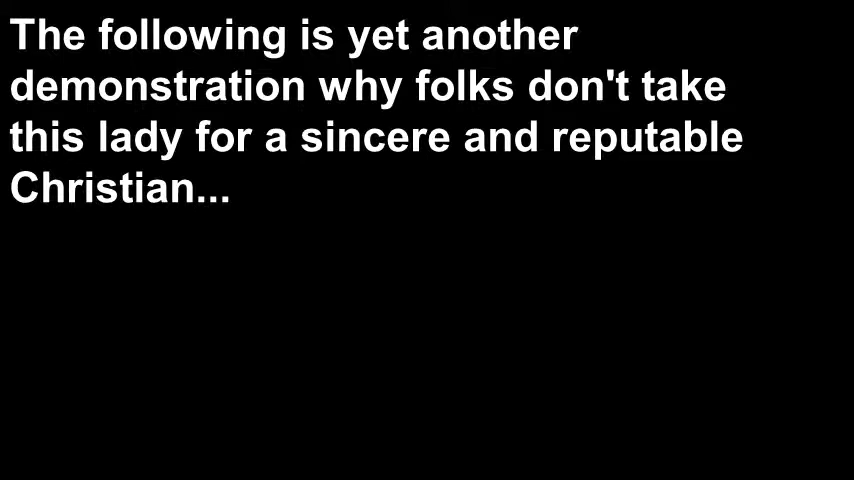 The following is yet another
demonstration why folks don't take
this lady for a sincere and reputable
Christian...